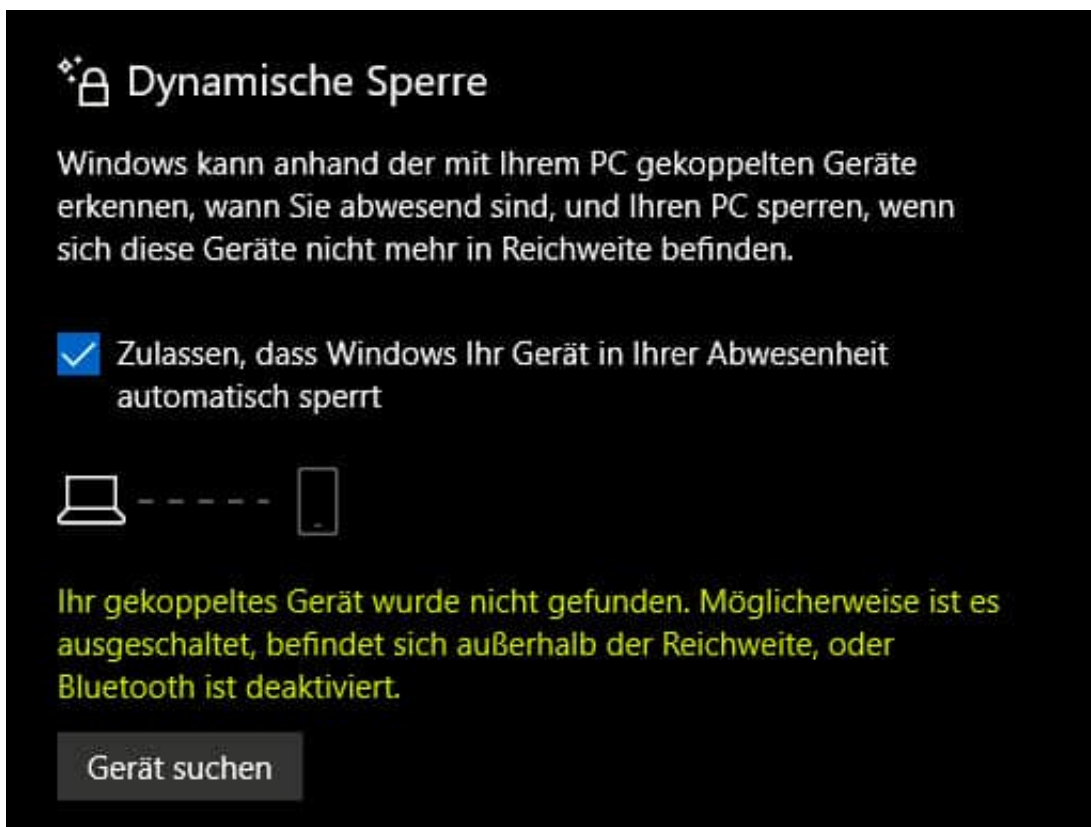 Dynamische Sperre
Windows kann anhand der mit Ihrem PC gekoppelten Geräte
erkennen, wann Sie abwesend sind, und Ihren PC sperren, wenn
sich diese Geräte nicht mehr in Reichweite befinden.
Zulassen, dass Windows Ihr Gerät in Ihrer Abwesenheit
automatisch sperrt
Ihr gekoppeltes Gerät wurde nicht gefunden. Möglicherweise ist es
ausgeschaltet, befindet sich außerhalb der Reichweite, oder
Bluetooth ist deaktiviert.
Gerät suchen